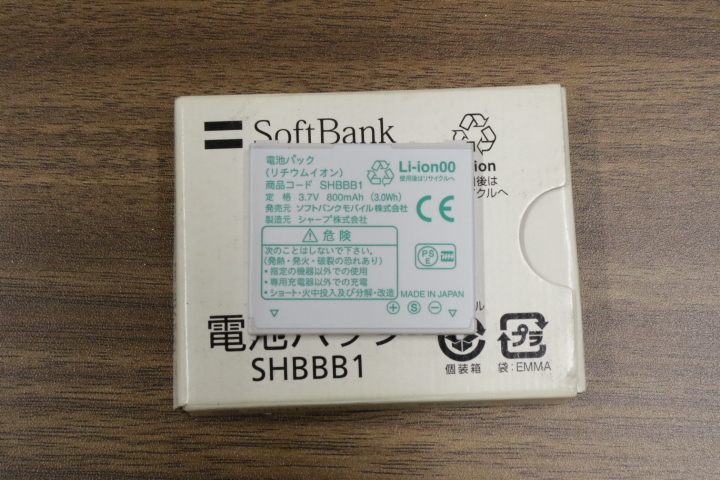 SoftBank
電池パック
(リチウムイオン)
商品コード SHBBB1
Li-ion00
使用後はリサイクルへ
定 格 3.7V 800mAh (3.0Wh)
発売元 ソフトバンクモバイル株式会社
製造元 シャープ株式会社
CE
危険
次のことはしないで下さい。
(発熱・発火・破裂の恐れあり)
・指定の機器以外での使用
・専用充電器以外での充電
・ショート・火中投入及び分解・改造
PS
E
MADE IN JAPAN
+ S −
電池パック
SHBBB1
個装箱
プラ
袋:EMMA